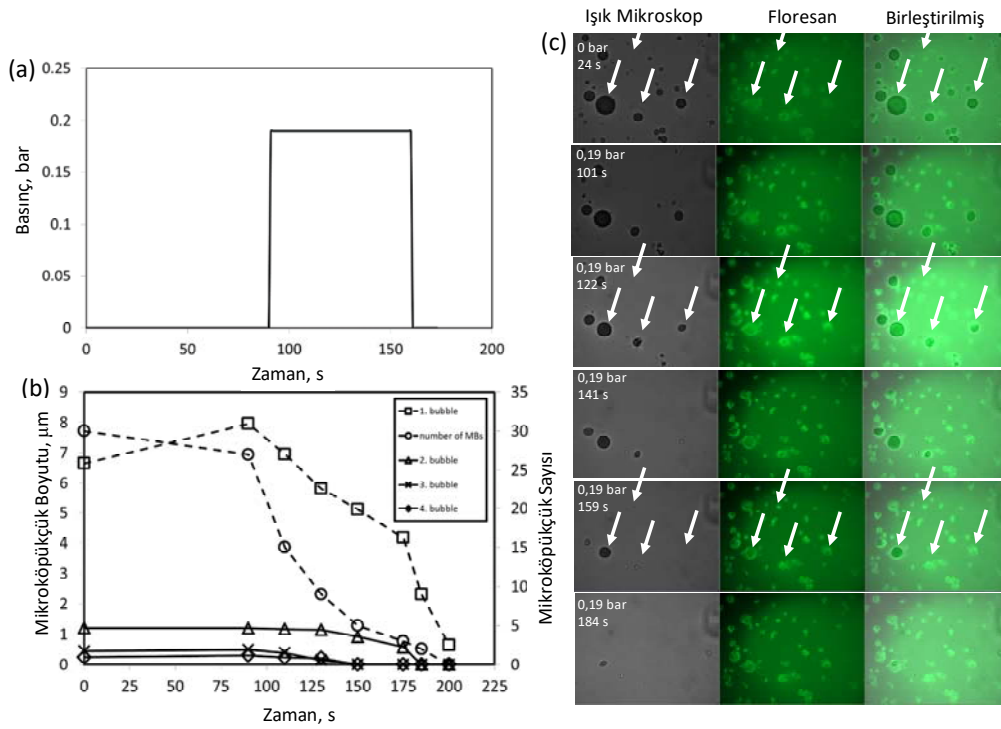 (a)
0.25
0.2
0.15
0.1
0.05
0
0
50
100
150
200
Basınç, bar
Zaman, s
(b)
9
8
7
6
5
4
3
2
1
0
35
30
25
20
15
10
5
0
0
25
50
75
100
125
150
175
200
225
1. bubble
number of MBs
2. bubble
3. bubble
4. bubble
Mikroköpükçük Boyutu, µm
Mikroköpükçük Sayısı
Zaman, s
(c)
Işık Mikroskop
Floresan
Birleştirilmiş
0 bar
24 s
0,19 bar
101 s
0,19 bar
122 s
0,19 bar
141 s
0,19 bar
159 s
0,19 bar
184 s